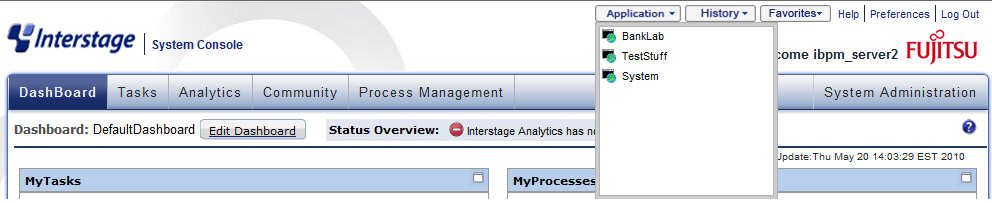 Application History Favorites Help Preferences Log Out
Interstage System Console
BankLab
TestStuff
System
come ibpm_server2 FUJITSU
DashBoard Tasks Analytics Community Process Management System Administration
Dashboard: DefaultDashboard Edit Dashboard Status Overview: Interstage Analytics has
Update:Thu May 20 14:03:29 EST 2010
MyTasks MyProcesses